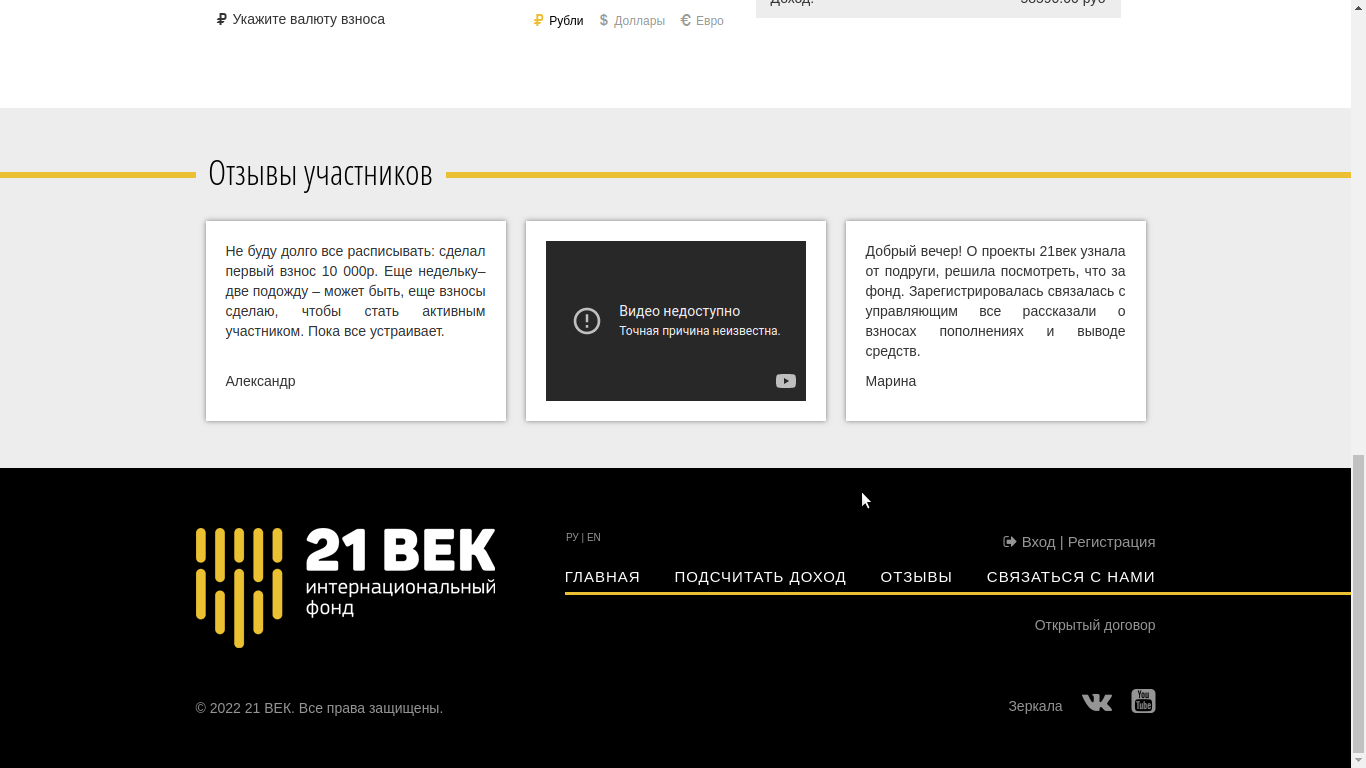 ₽ Укажите валюту взноса
₽ Рубли $ Доллары € Евро
Отзывы участников
Не буду долго все расписывать: сделал
первый взнос 10 000р. Еще недельку–
две подожду – может быть, еще взносы
сделаю, чтобы стать активным
участником. Пока все устраивает.
Александр
Видео недоступно
Точная причина неизвестна.
Добрый вечер! О проекты 21век узнала
от подруги, решила посмотреть, что за
фонд. Зарегистрировалась связалась с
управляющим все рассказали о
взносах пополнениях и выводе
средств.
Марина
21 ВЕК
интернациональный
фонд
РУ | EN
Вход | Регистрация
ГЛАВНАЯ ПОДСЧИТАТЬ ДОХОД ОТЗЫВЫ СВЯЗАТЬСЯ С НАМИ
Открытый договор
© 2022 21 ВЕК. Все права защищены.
Зеркала
You
Tube